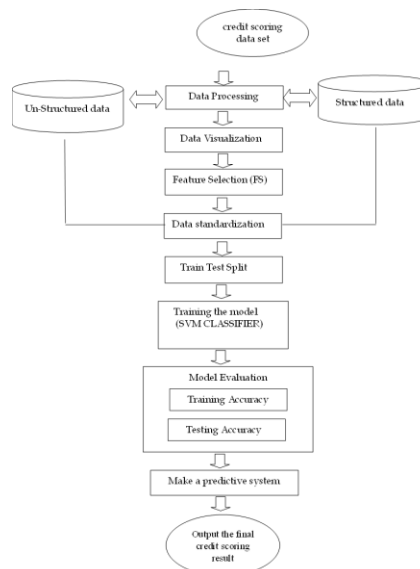 credit scoring
data set
Un-Structured data
Data Processing
Structured data
Data Visualization
Feature Selection (FS)
Data standardization
Train Test Split
Training the model
(SVM CLASSIFIER)
Model Evaluation
Training Accuracy
Testing Accuracy
Make a predictive system
Output the final
credit scoring
result